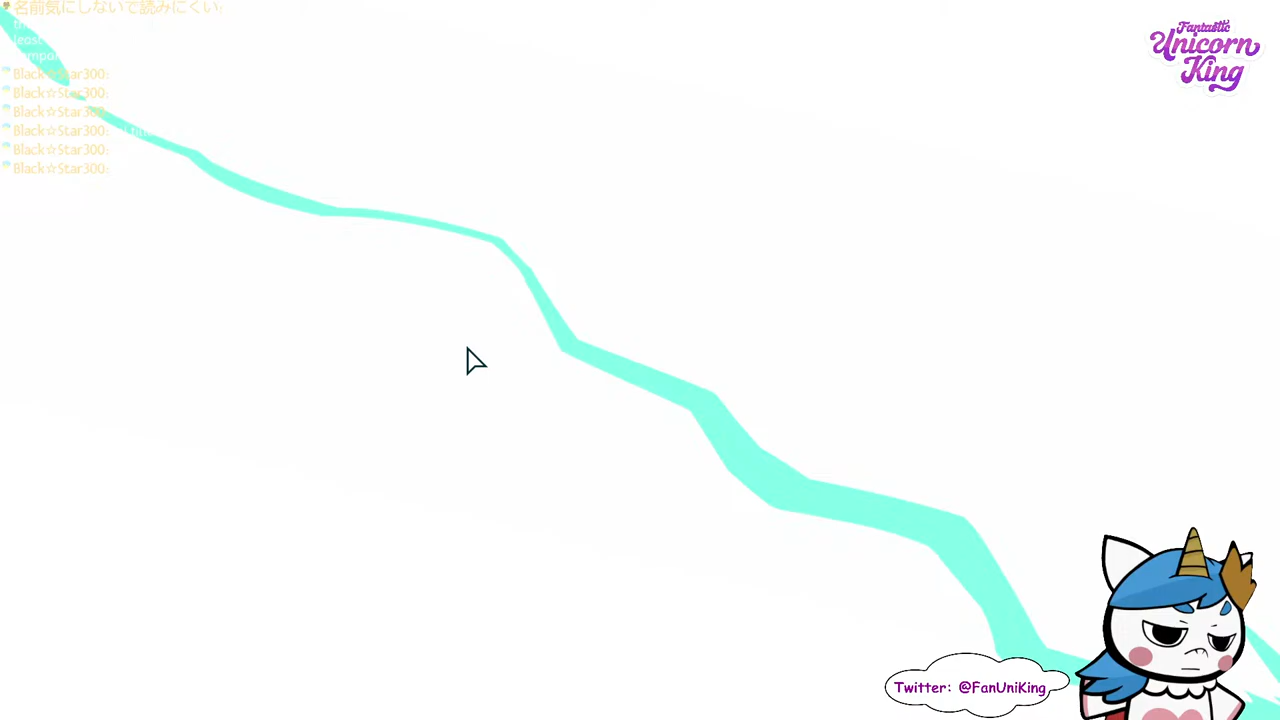 名前気にしないで読みにくい:
least
Black☆Star300:
Black☆Star300:
Black☆Star300:
Black☆Star300:
Black☆Star300:
Black☆Star300:
Fantastic
Unicorn
King
Twitter: @FanUniKing